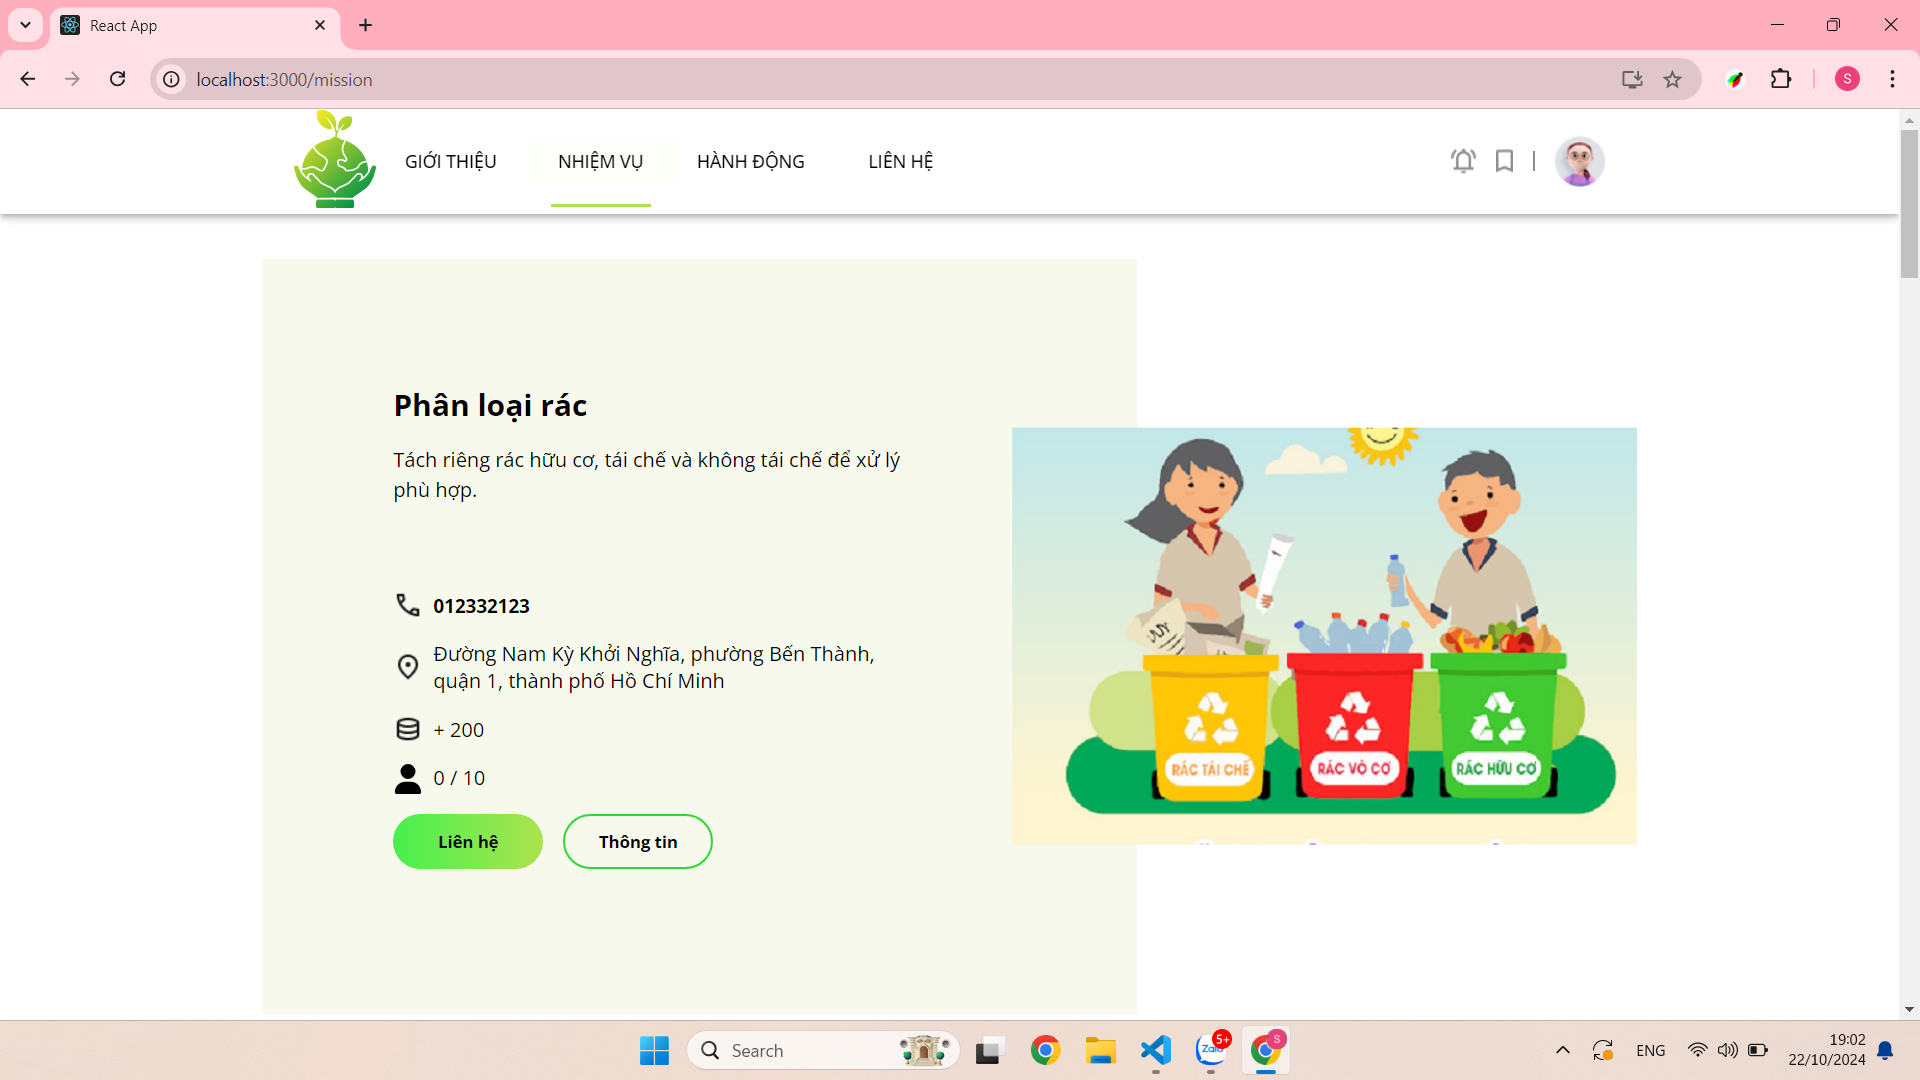 React App
localhost:3000/mission
S
GIỚI THIỆU
NHIỆM VỤ
HÀNH ĐỘNG
LIÊN HỆ
Phân loại rác
Tách riêng rác hữu cơ, tái chế và không tái chế để xử lý
phù hợp.
012332123
Đường Nam Kỳ Khởi Nghĩa, phường Bến Thành,
quận 1, thành phố Hồ Chí Minh
+ 200
0 / 10
Liên hệ
Thông tin
RÁC TÁI CHẾ
RÁC VÔ CƠ
RÁC HỮU CƠ
Search
Zalo
5+
S
ENG
19:02
22/10/2024